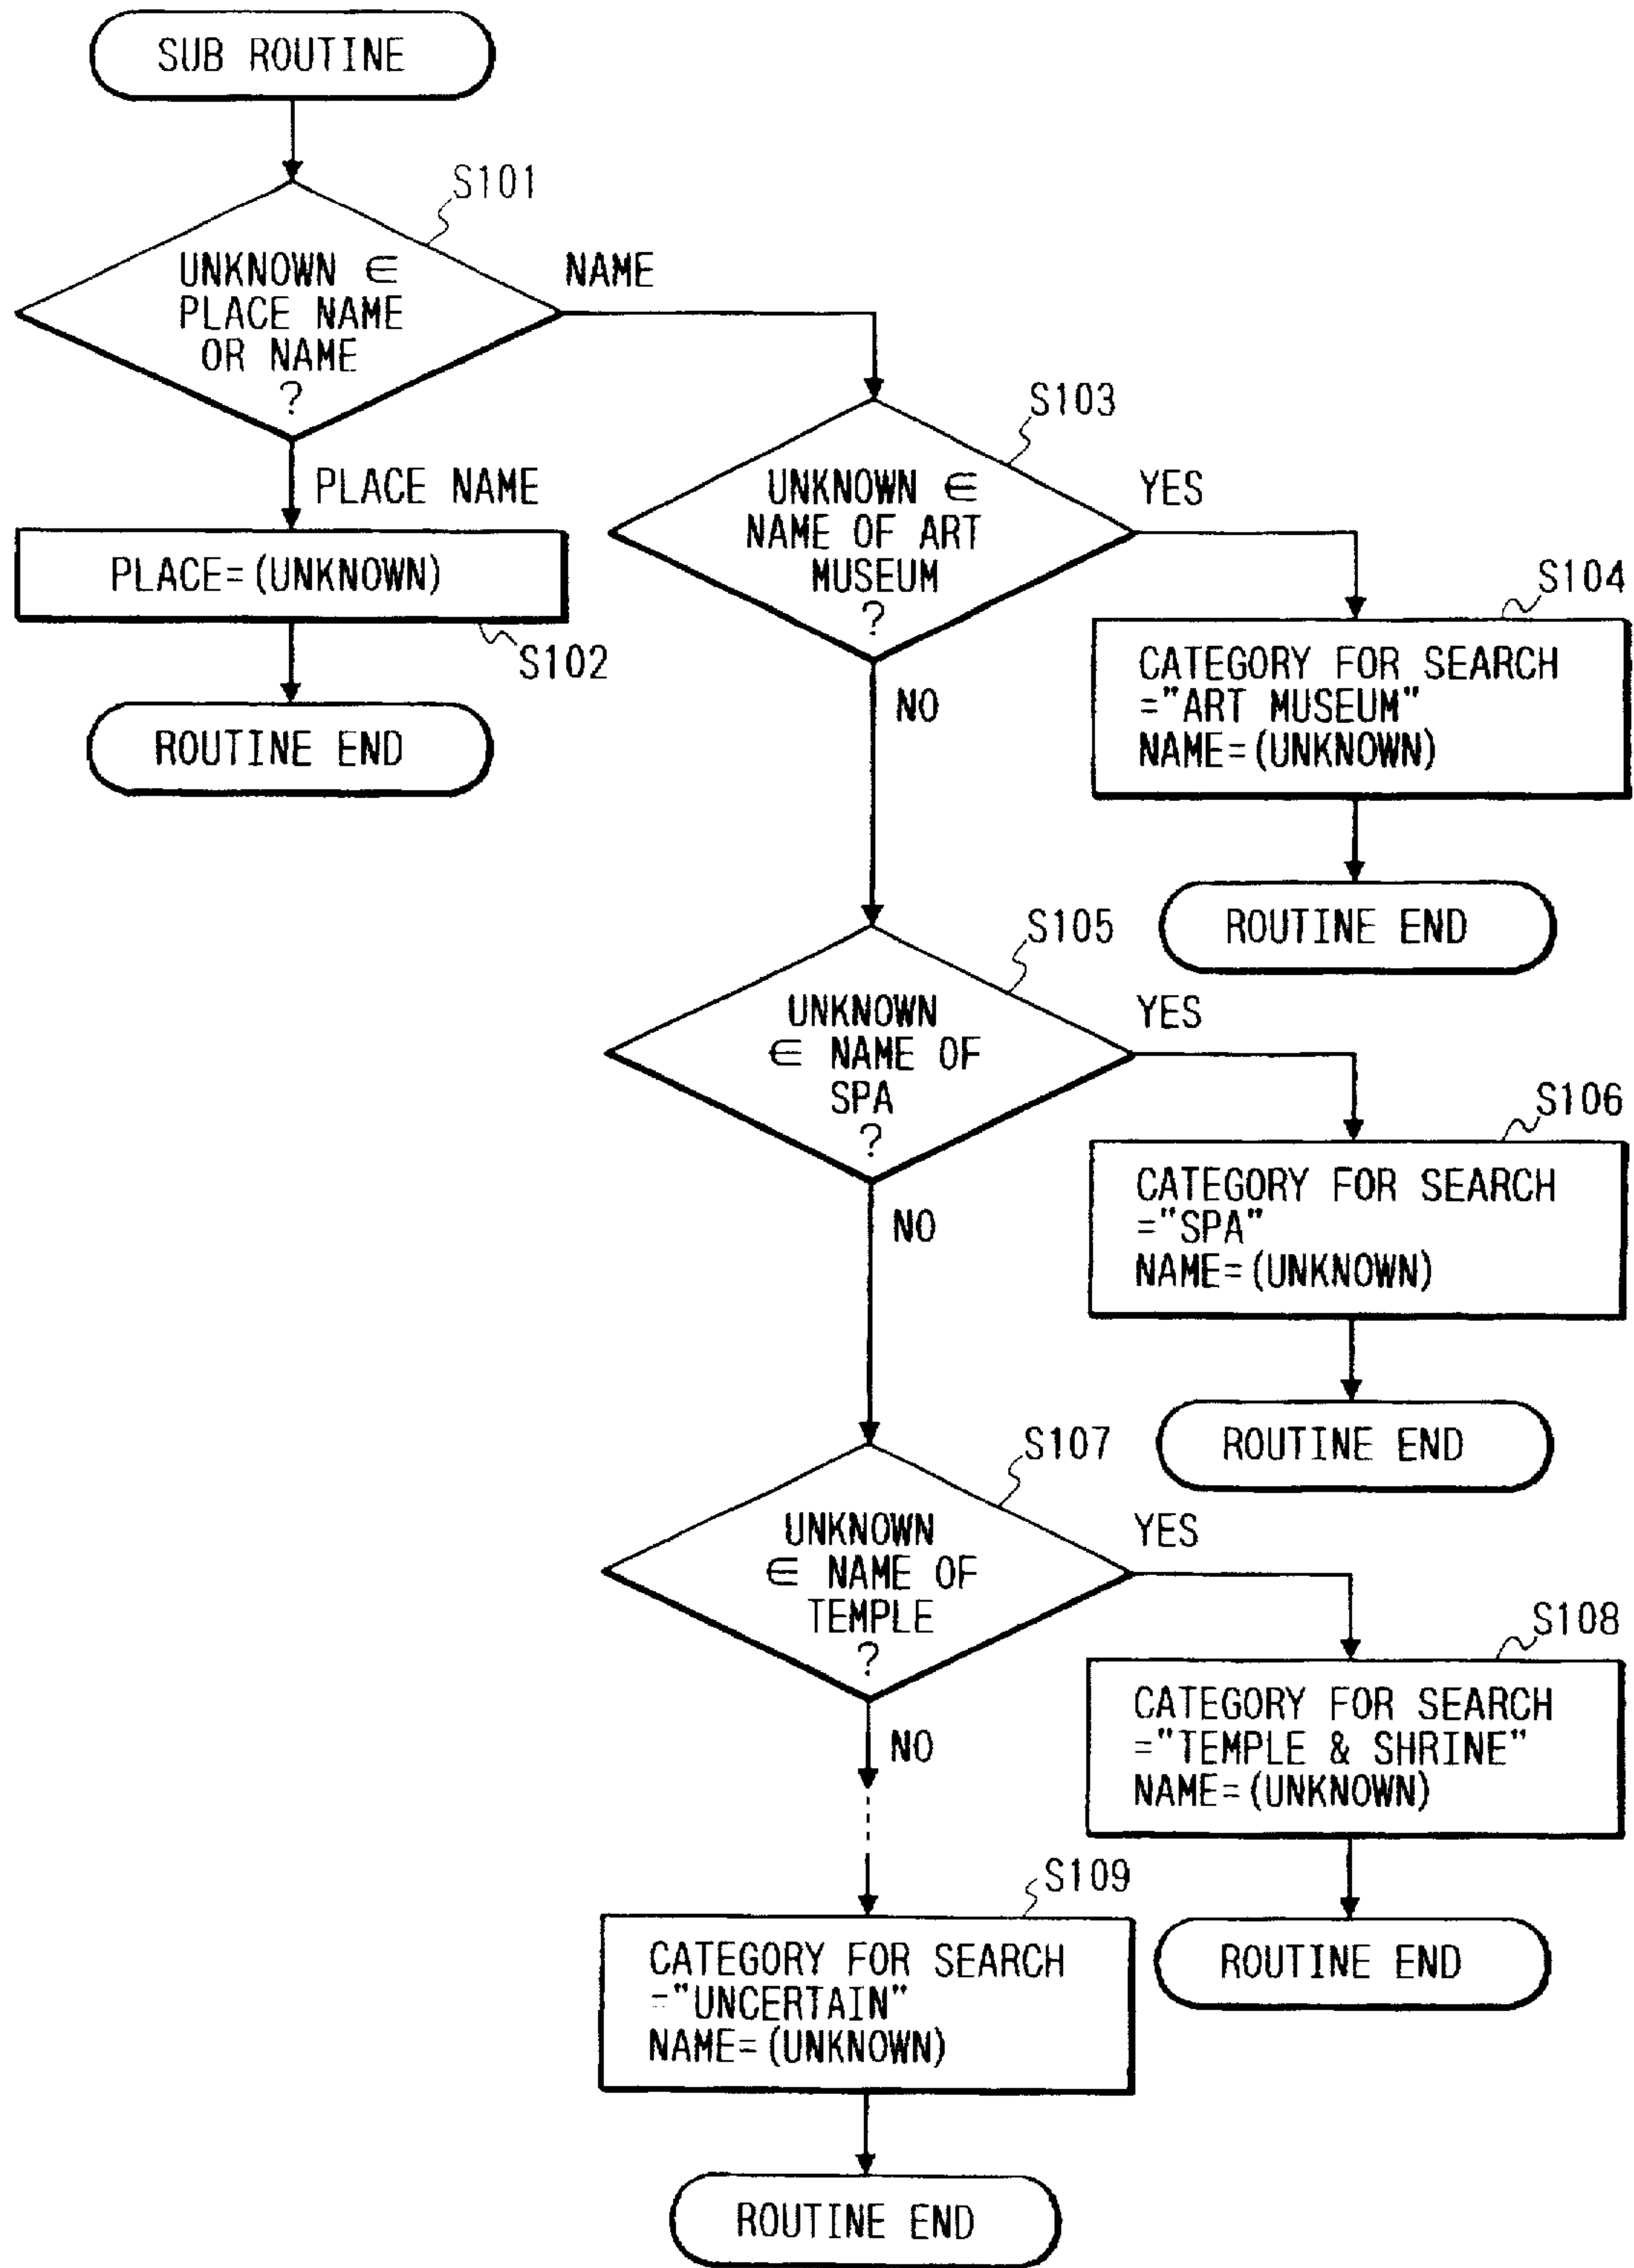 SUB ROUTINE
S101
UNKNOWN ∈
PLACE NAME
OR NAME
?
NAME
PLACE NAME
PLACE=(UNKNOWN)
S102
ROUTINE END
S103
UNKNOWN ∈
NAME OF ART
MUSEUM
?
YES
NO
S104
CATEGORY FOR SEARCH
="ART MUSEUM"
NAME=(UNKNOWN)
ROUTINE END
S105
UNKNOWN
∈ NAME OF
SPA
?
YES
NO
S106
CATEGORY FOR SEARCH
="SPA"
NAME=(UNKNOWN)
ROUTINE END
S107
UNKNOWN
∈ NAME OF
TEMPLE
?
YES
NO
S108
CATEGORY FOR SEARCH
="TEMPLE & SHRINE"
NAME=(UNKNOWN)
ROUTINE END
S109
CATEGORY FOR SEARCH
="UNCERTAIN"
NAME=(UNKNOWN)
ROUTINE END